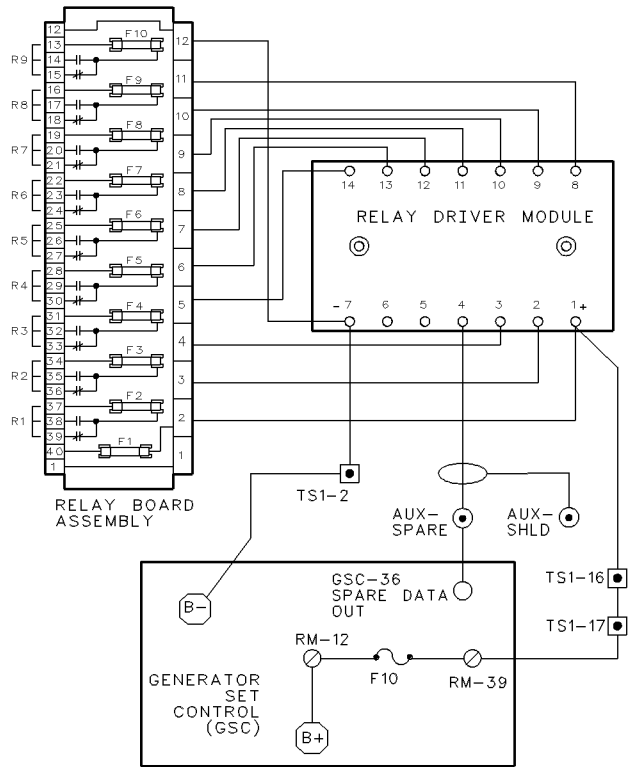 12
13
14
15
R9
F10
16
17
18
R8
F9
19
20
21
R7
F8
22
23
24
R6
F7
25
26
27
R5
F6
28
29
30
R4
F5
31
32
33
R3
F4
34
35
36
R2
F3
37
38
39
R1
F2
40
1
F1
12
11
10
9
8
7
6
5
4
3
2
1
RELAY BOARD
ASSEMBLY
14 13 12 11 10 9 8
RELAY DRIVER MODULE
-7 6 5 4 3 2 1+
TS1-2
AUX-
SPARE
AUX-
SHLD
TS1-16
TS1-17
B-
GSC-36
SPARE DATA
OUT
RM-12
F10
RM-39
GENERATOR
SET
CONTROL
(GSC)
B+